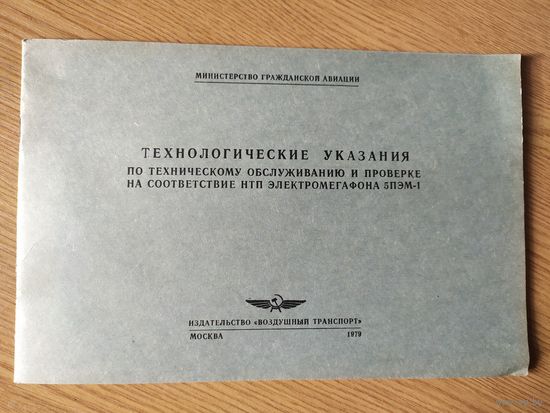 МИНИСТЕРСТВО ГРАЖДАНСКОЙ АВИАЦИИ
ТЕХНОЛОГИЧЕСКИЕ УКАЗАНИЯ
ПО ТЕХНИЧЕСКОМУ ОБСЛУЖИВАНИЮ И ПРОВЕРКЕ
НА СООТВЕТСТВИЕ НТП ЭЛЕКТРОМЕГАФОНА 5ПЭМ-1
ИЗДАТЕЛЬСТВО «ВОЗДУШНЫЙ ТРАНСПОРТ»
МОСКВА 1979